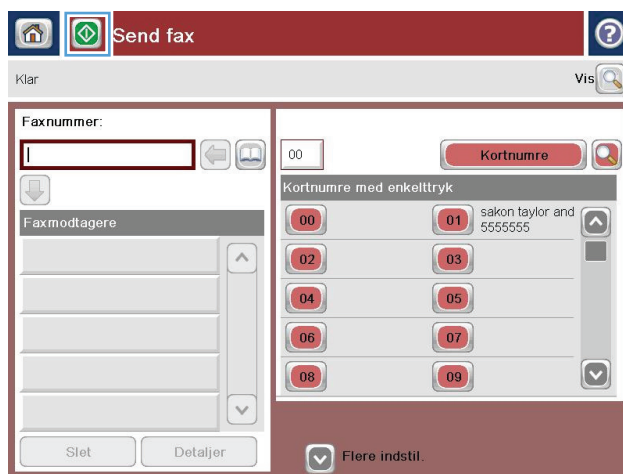 Send fax
?
Klar
Vis
Faxnummer:
00
Kortnumre
Kortnumre med enkelttryk
Faxmodtagere
00
01
sakon taylor and
5555555
02
03
04
05
06
07
08
09
Slet
Detaljer
Flere indstil.